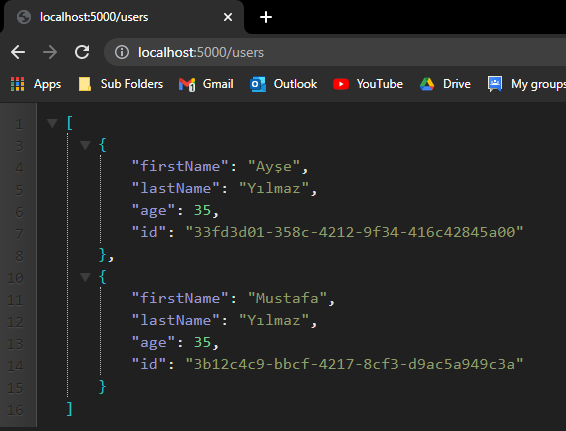 localhost:5000/users
localhost:5000/users
Apps Sub Folders Gmail Outlook YouTube Drive My groups
1 [
3 {
4 "firstName": "Ayşe",
5 "lastName": "Yılmaz",
6 "age": 35,
7 "id": "33fd3d01-358c-4212-9f34-416c42845a00"
8 },
10 {
11 "firstName": "Mustafa",
12 "lastName": "Yılmaz",
13 "age": 35,
14 "id": "3b12c4c9-bbcf-4217-8cf3-d9ac5a949c3a"
15 }
16 ]